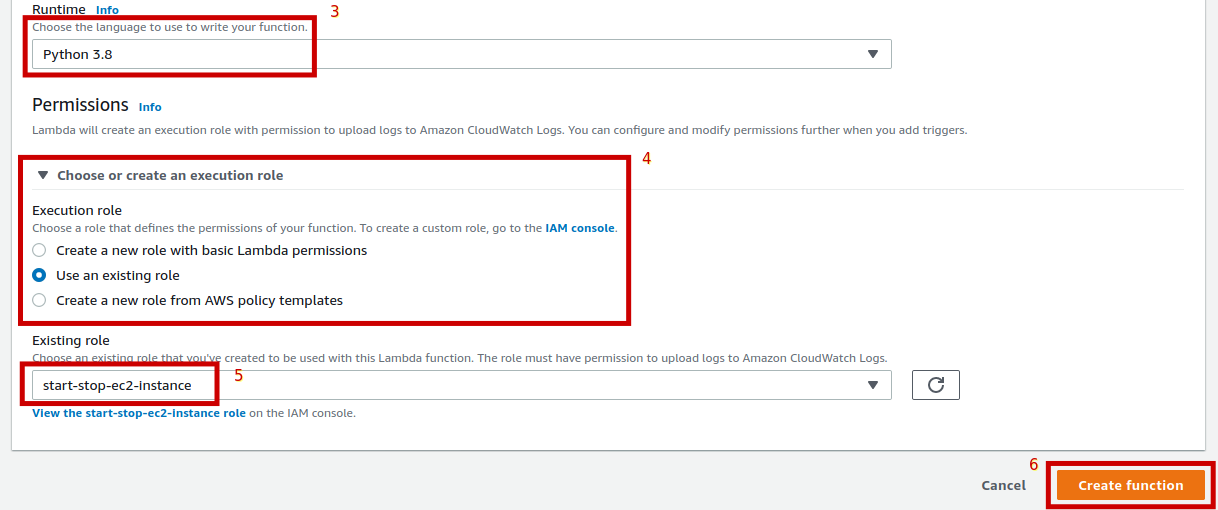 Runtime Info
3
Choose the language to use to write your function.
Python 3.8
Permissions Info
Lambda will create an execution role with permission to upload logs to Amazon CloudWatch Logs. You can configure and modify permissions further when you add triggers.
4
Choose or create an execution role
Execution role
Choose a role that defines the permissions of your function. To create a custom role, go to the IAM console.
Create a new role with basic Lambda permissions
Use an existing role
Create a new role from AWS policy templates
Existing role
Choose an existing role that you've created to be used with this Lambda function. The role must have permission to upload logs to Amazon CloudWatch Logs.
5
start-stop-ec2-instance
View the start-stop-ec2-instance role on the IAM console.
6
Cancel Create function